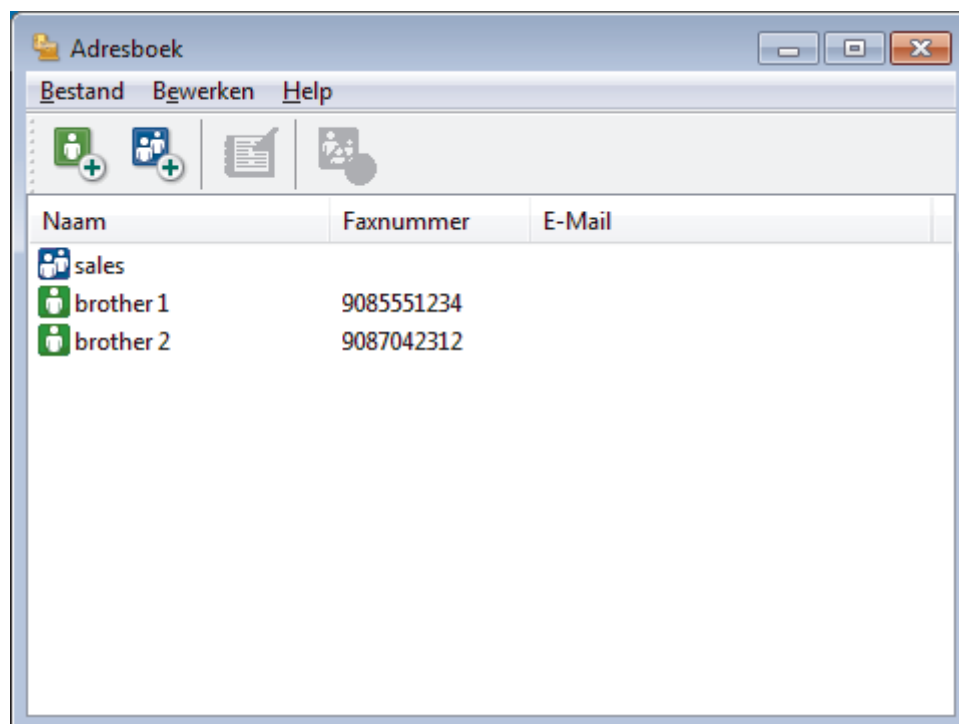 Adresboek
Bestand Bewerken Help
Naam Faxnummer E-Mail
sales
brother 1 9085551234
brother 2 9087042312